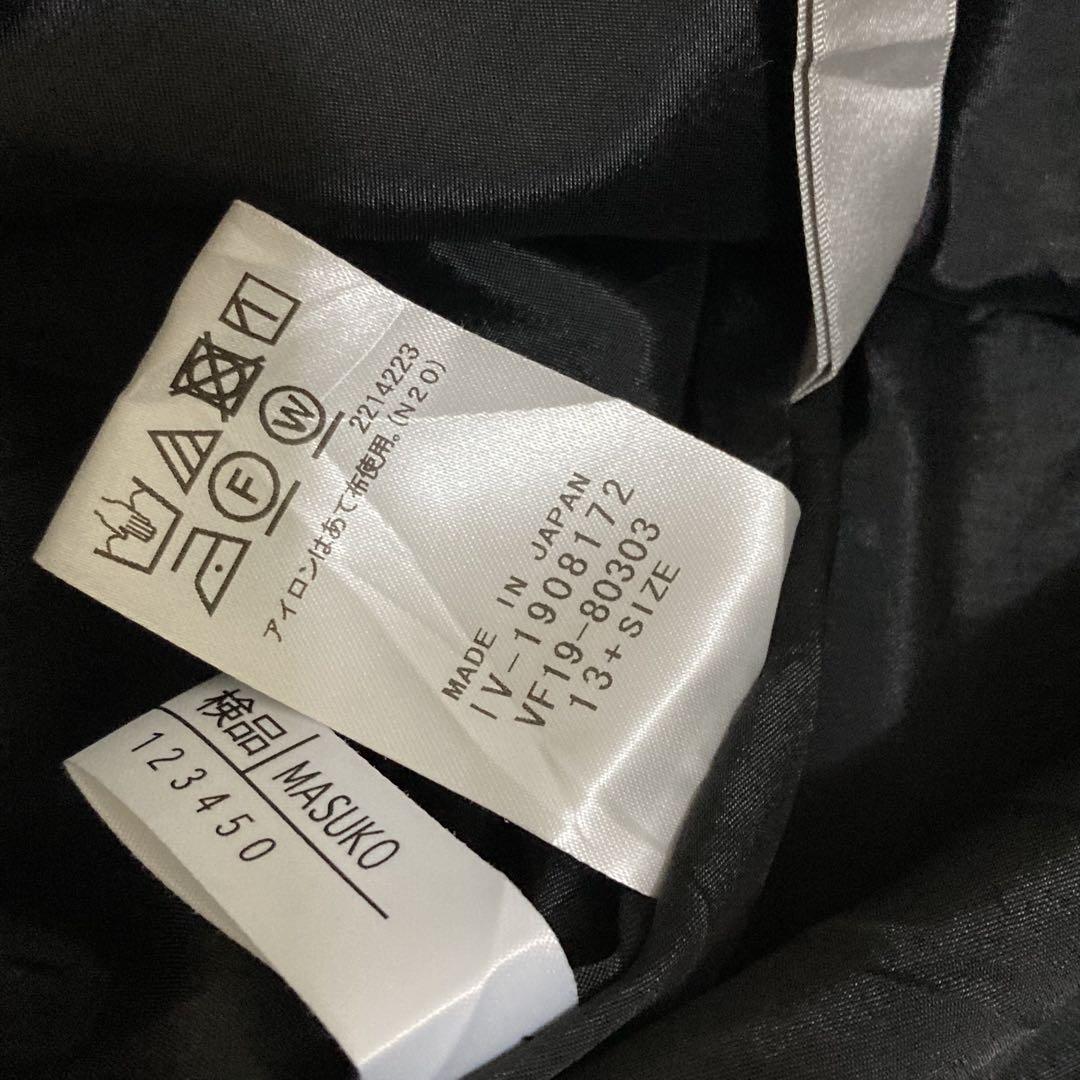 W
F
2214223
アイロンはあて布使用。(N20)
MADE IN JAPAN
IV-1908172
VF19-80303
13+SIZE
検品 MASUKO
123450